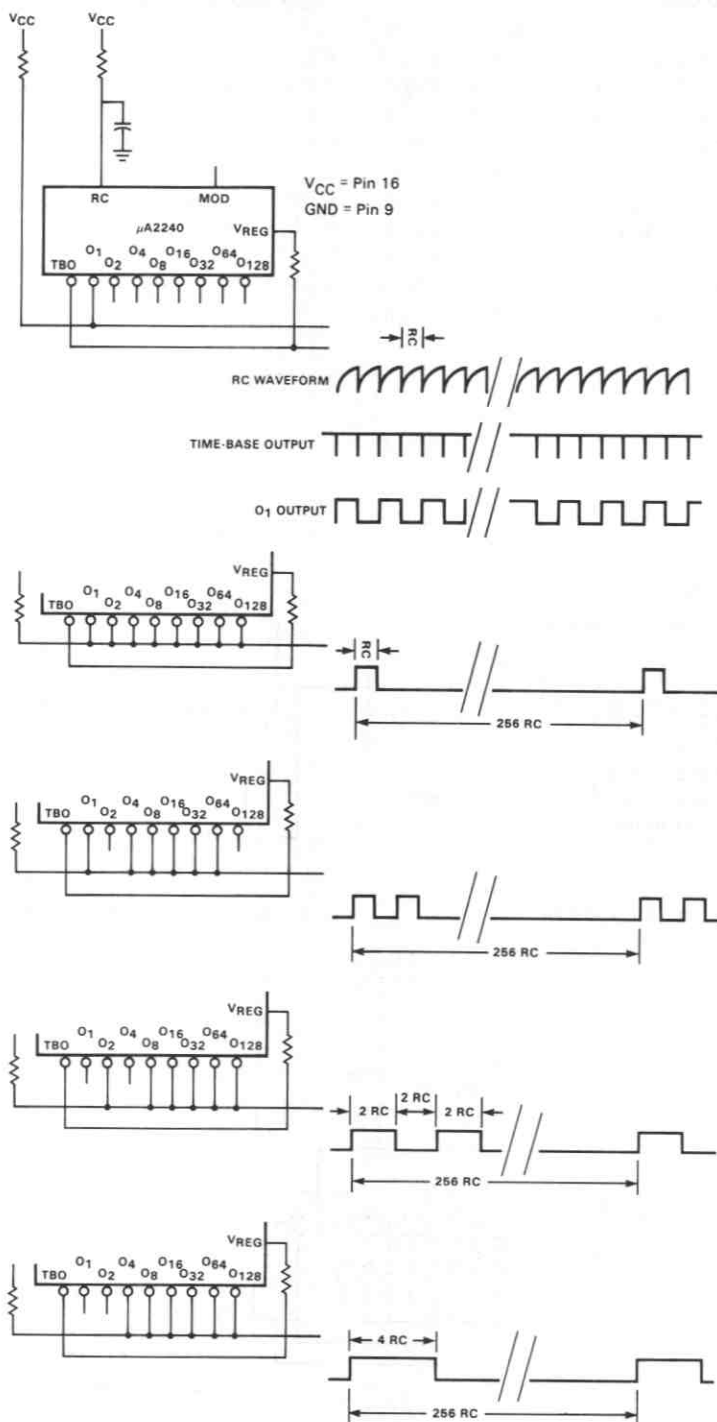 VCC VCC
VCC = Pin 16
GND = Pin 9
RC MOD
µA2240
VREG
TBO O1 O2 O4 O8 O16 O32 O64 O128
RC
RC WAVEFORM
TIME-BASE OUTPUT
O1 OUTPUT
VREG
TBO O1 O2 O4 O8 O16 O32 O64 O128
RC
256 RC
VREG
TBO O1 O2 O4 O8 O16 O32 O64 O128
256 RC
VREG
TBO O1 O2 O4 O8 O16 O32 O64 O128
2 RC 2 RC 2 RC
256 RC
VREG
TBO O1 O2 O4 O8 O16 O32 O64 O128
4 RC
256 RC